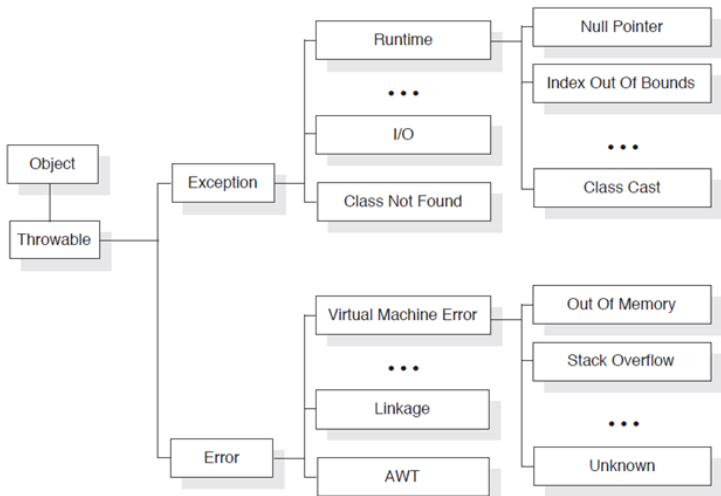 Object
Throwable
Exception
Error
Runtime
• • •
I/O
Class Not Found
Null Pointer
Index Out Of Bounds
• • •
Class Cast
Virtual Machine Error
• • •
Linkage
AWT
Out Of Memory
Stack Overflow
• • •
Unknown